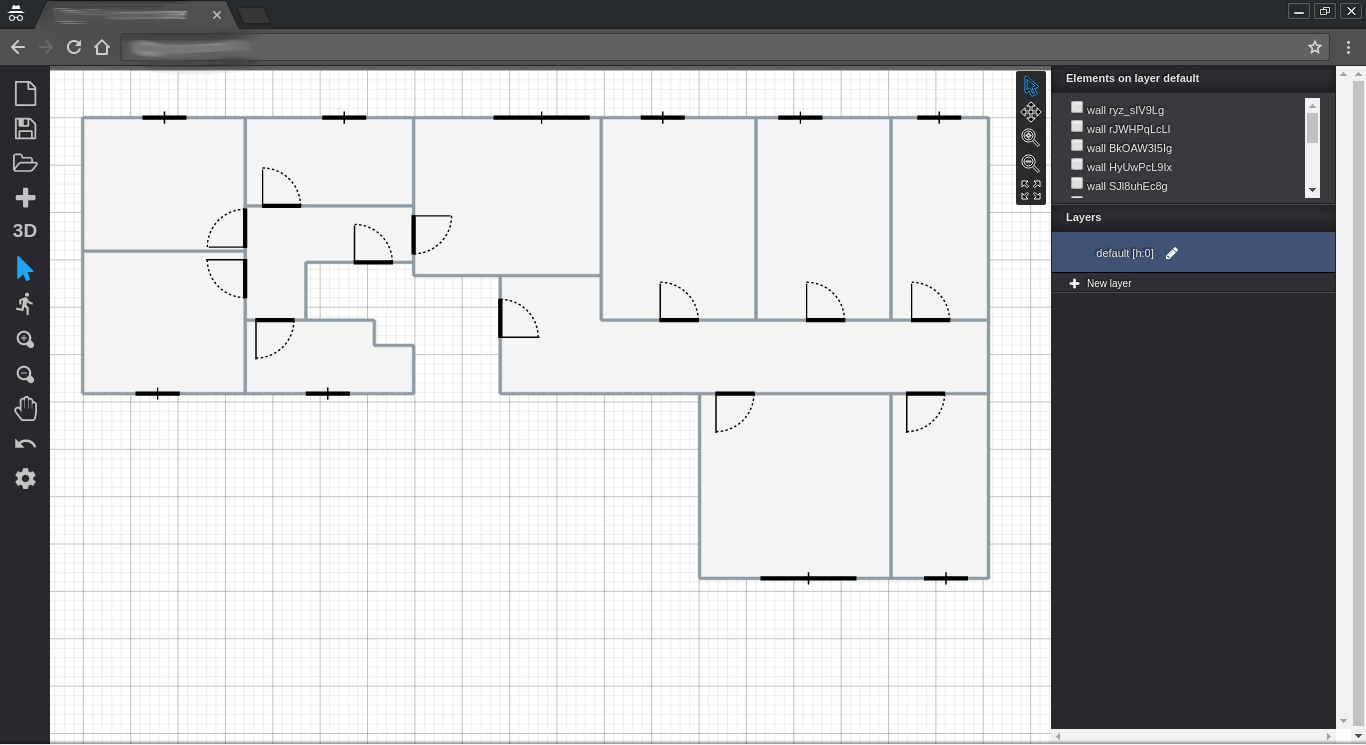 Elements on layer default
wall ryz_sIV9Lg
wall rJWHPqLcLI
wall BkOAW3I5Ig
wall HyUwPcL9Ix
wall SJI8uhEc8g
3D
Layers
default [h:0]
New layer